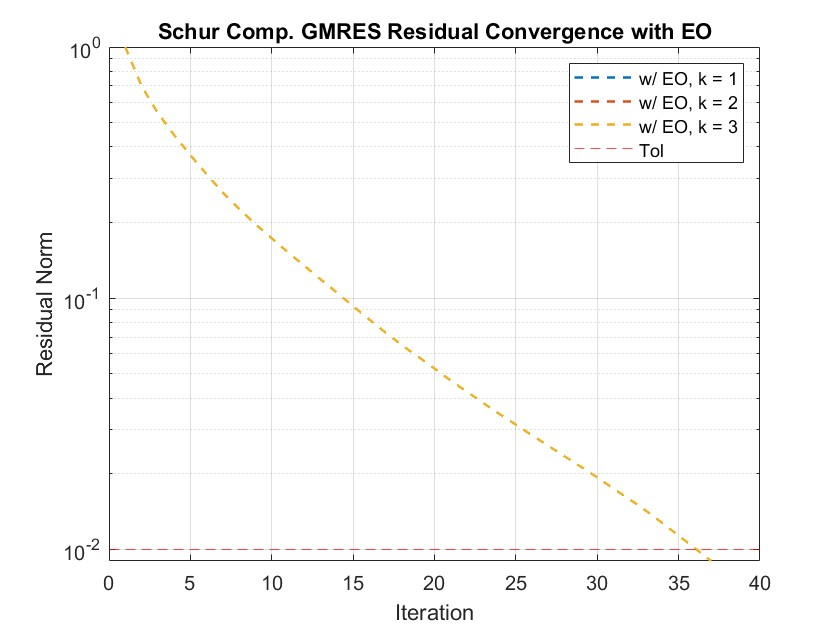 Schur Comp. GMRES Residual Convergence with EO
10^0
10^-1
10^-2
Residual Norm
w/ EO, k = 1
w/ EO, k = 2
w/ EO, k = 3
Tol
0 5 10 15 20 25 30 35 40
Iteration